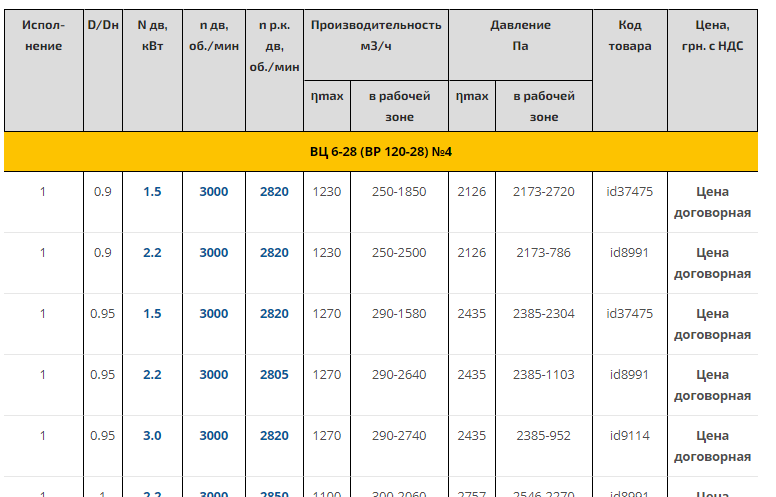 Испол- D/Dн N дв, n дв, n р.к. Производительность Давление Код Цена,
нение кВт об./мин дв, м3/ч Па товара грн. с НДС
об./мин
ηmax в рабочей ηmax в рабочей
зоне зоне
ВЦ 6-28 (ВР 120-28) №4
1 0.9 1.5 3000 2820 1230 250-1850 2126 2173-2720 id37475 Цена
договорная
1 0.9 2.2 3000 2820 1230 250-2500 2126 2173-786 id8991 Цена
договорная
1 0.95 1.5 3000 2820 1270 290-1580 2435 2385-2304 id37475 Цена
договорная
1 0.95 2.2 3000 2805 1270 290-2640 2435 2385-1103 id8991 Цена
договорная
1 0.95 3.0 3000 2820 1270 290-2740 2435 2385-952 id9114 Цена
договорная
1 1 2.2 3000 2850 1100 300-2060 2757 2546-2270 id8991 Цена